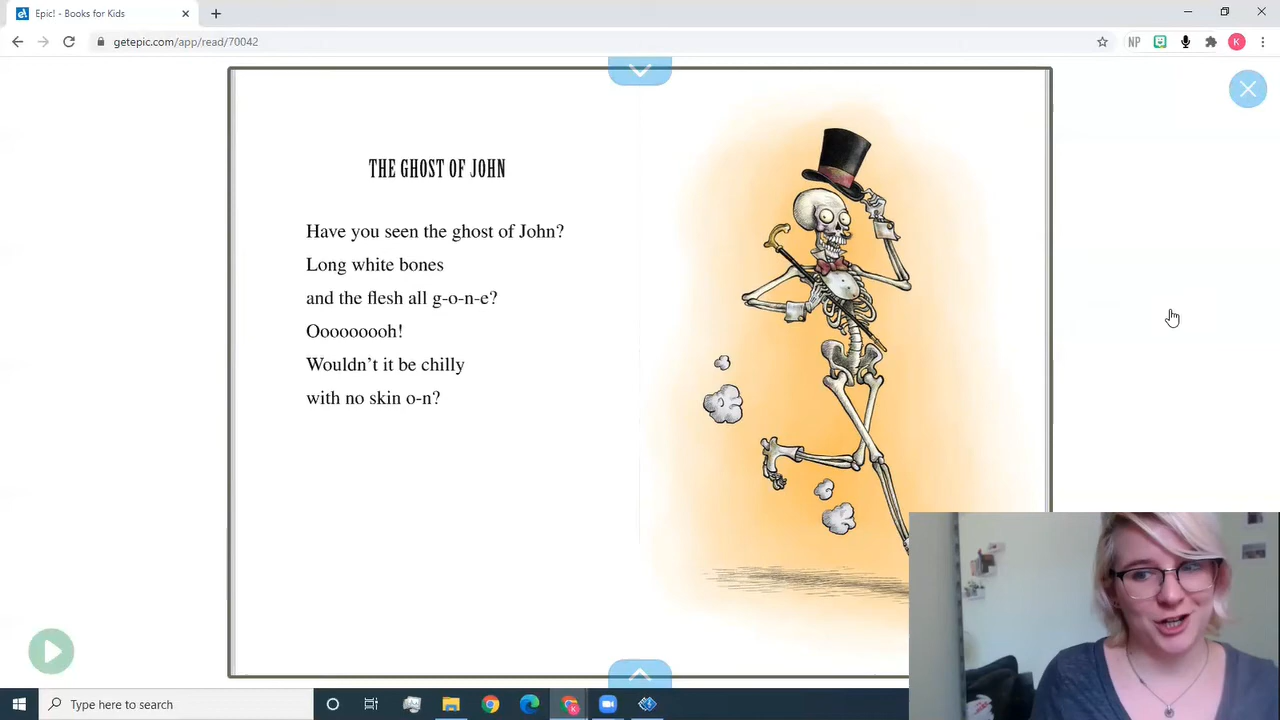 Epic! - Books for Kids
getepic.com/app/read/70042
NP
K
THE GHOST OF JOHN
Have you seen the ghost of John?
Long white bones
and the flesh all g-o-n-e?
Oooooooh!
Wouldn't it be chilly
with no skin o-n?
Type here to search